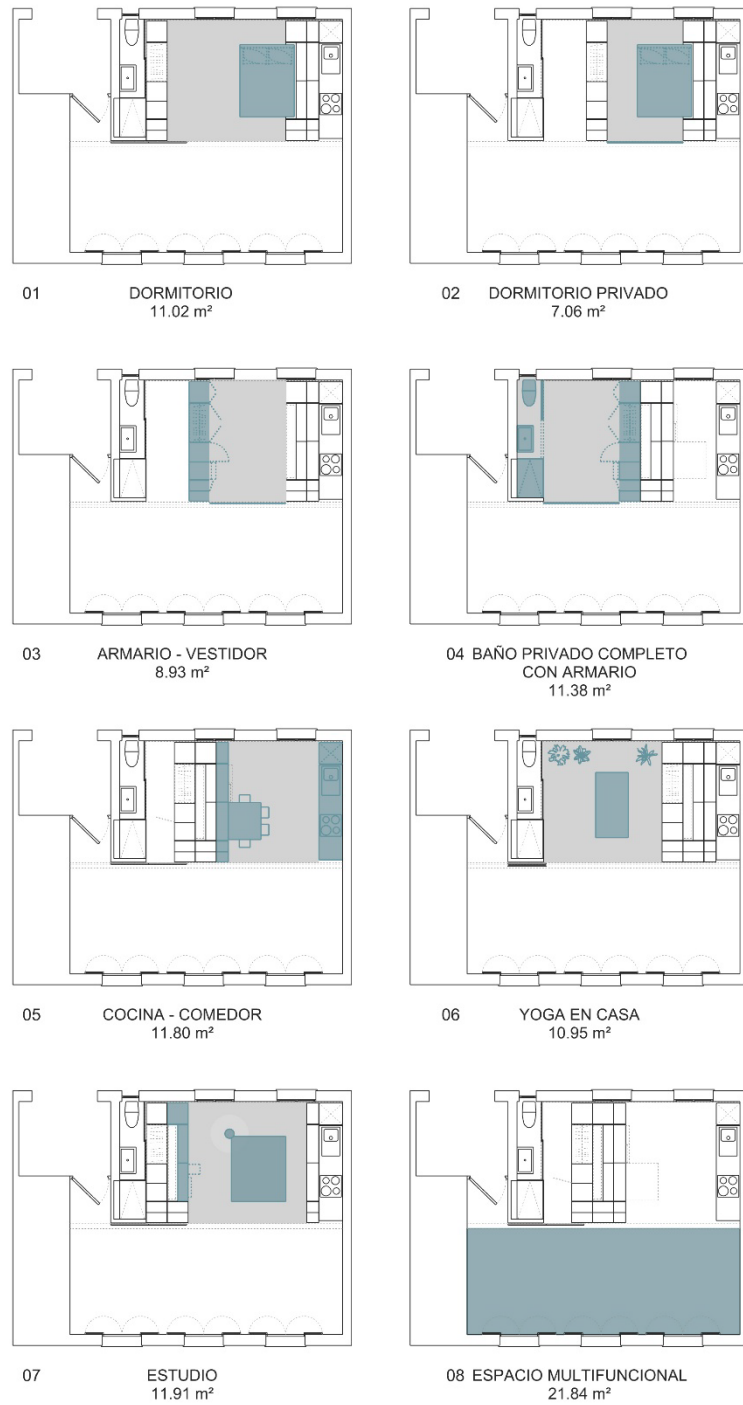 01 DORMITORIO
11.02 m²
02 DORMITORIO PRIVADO
7.06 m²
03 ARMARIO - VESTIDOR
8.93 m²
04 BAÑO PRIVADO COMPLETO
CON ARMARIO
11.38 m²
05 COCINA - COMEDOR
11.80 m²
06 YOGA EN CASA
10.95 m²
07 ESTUDIO
11.91 m²
08 ESPACIO MULTIFUNCIONAL
21.84 m²